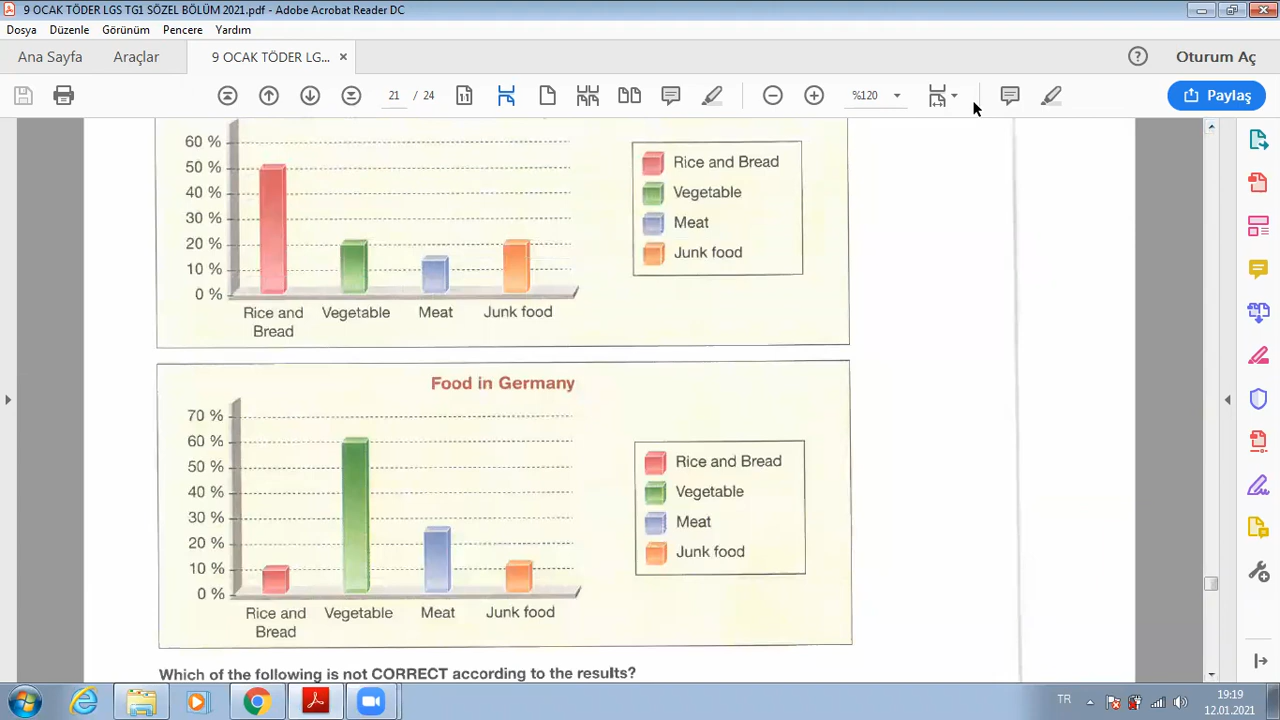 9 OCAK TÖDER LGS TG1 SÖZEL BÖLÜM 2021.pdf - Adobe Acrobat Reader DC
Dosya Düzenle Görünüm Pencere Yardım
Ana Sayfa Araçlar 9 OCAK TÖDER LG... × Oturum Aç
21 / 24 %120 Paylaş
60 %
50 %
40 %
30 %
20 %
10 %
0 %
Rice and Bread
Vegetable
Meat
Junk food
Rice and
Bread
Vegetable
Meat
Junk food
Food in Germany
70 %
60 %
50 %
40 %
30 %
20 %
10 %
0 %
Rice and Bread
Vegetable
Meat
Junk food
Rice and
Bread
Vegetable
Meat
Junk food
Which of the following is not CORRECT according to the results?
TR
19:19
12.01.2021